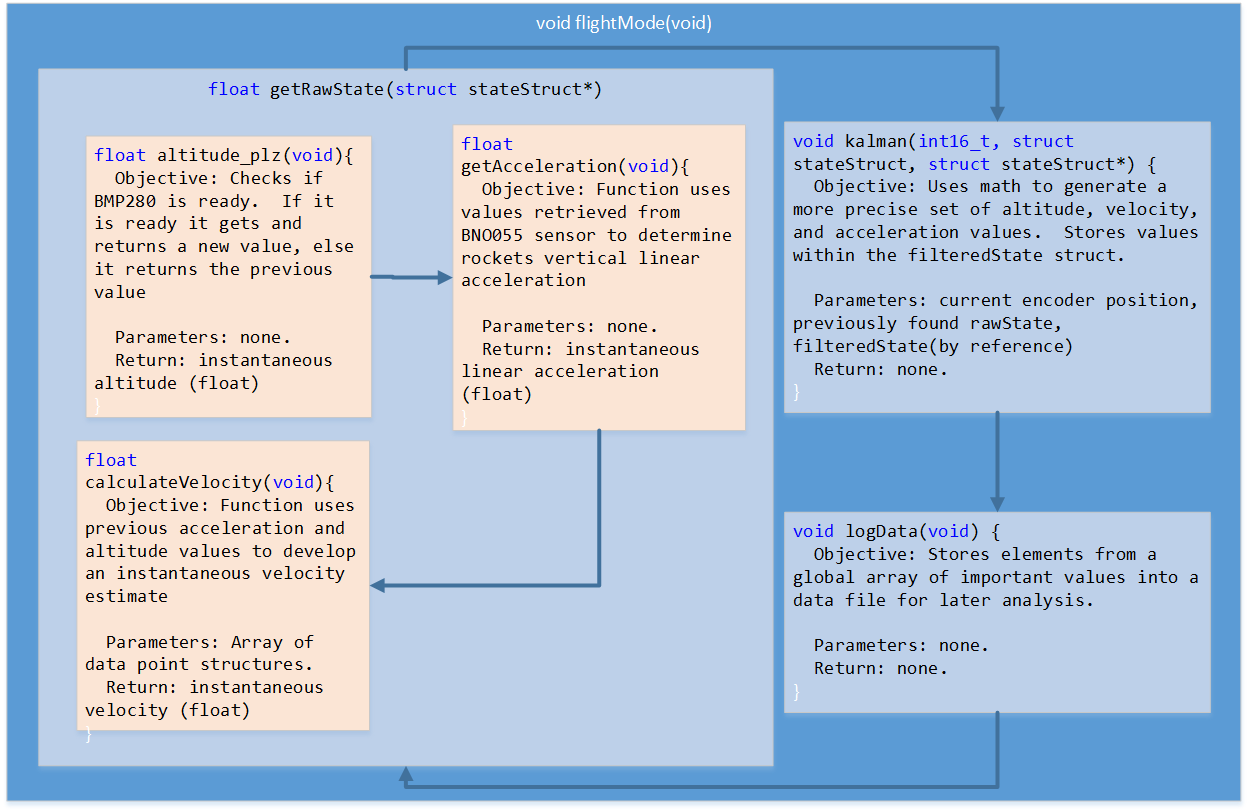 void flightMode(void)
float getRawState(struct stateStruct*)
float altitude_plz(void){
Objective: Checks if
BMP280 is ready.  If it
is ready it gets and
returns a new value, else
it returns the previous
value
Parameters: none.
Return: instantaneous
altitude (float)
}
float
getAcceleration(void){
Objective: Function uses
values retrieved from
BNO055 sensor to determine
rockets vertical linear
acceleration
Parameters: none.
Return: instantaneous
linear acceleration
(float)
}
float
calculateVelocity(void){
Objective: Function uses
previous acceleration and
altitude values to develop
an instantaneous velocity
estimate
Parameters: Array of
data point structures.
Return: instantaneous
velocity (float)
}
void kalman(int16_t, struct
stateStruct, struct stateStruct*) {
Objective: Uses math to generate a
more precise set of altitude, velocity,
and acceleration values.  Stores values
within the filteredState struct.
Parameters: current encoder position,
previously found rawState,
filteredState(by reference)
Return: none.
}
void logData(void) {
Objective: Stores elements from a
global array of important values into a
data file for later analysis.
Parameters: none.
Return: none.
}